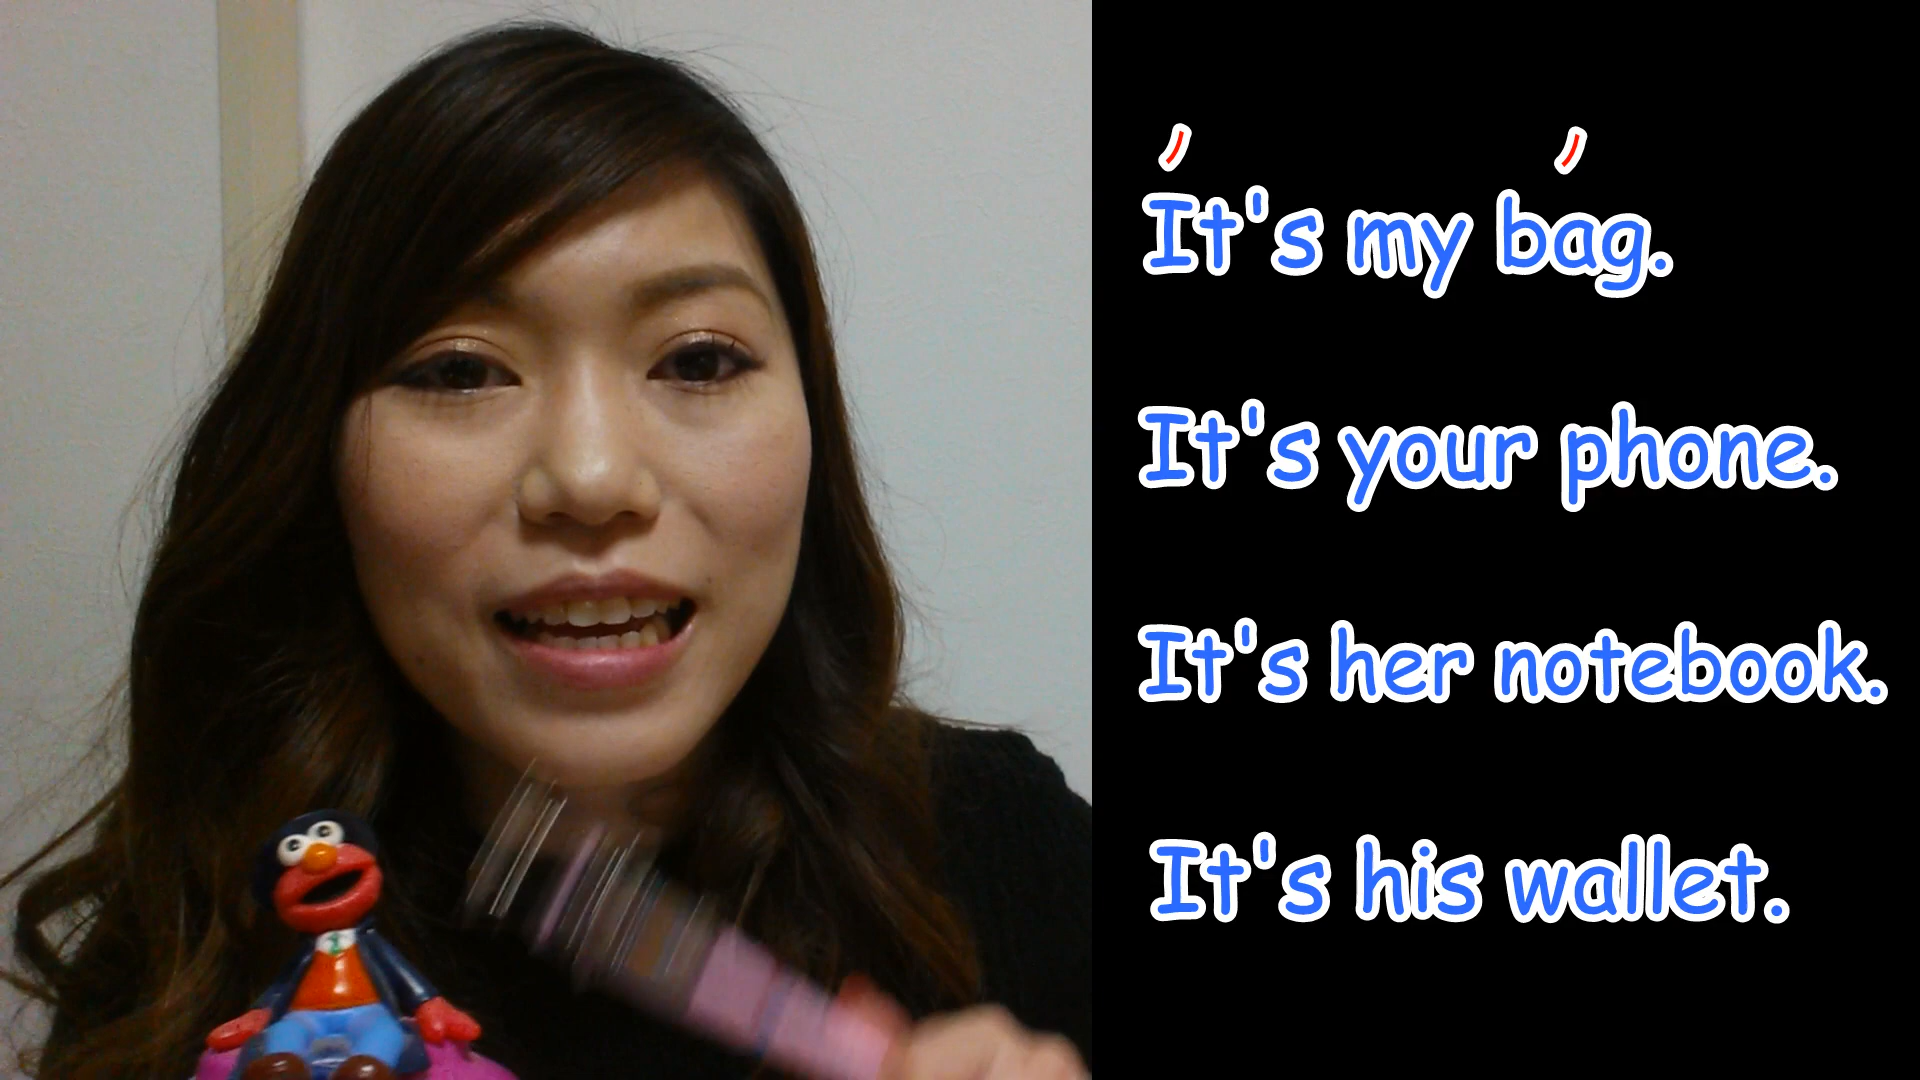 It's my bag.
It's your phone.
It's her notebook.
It's his wallet.